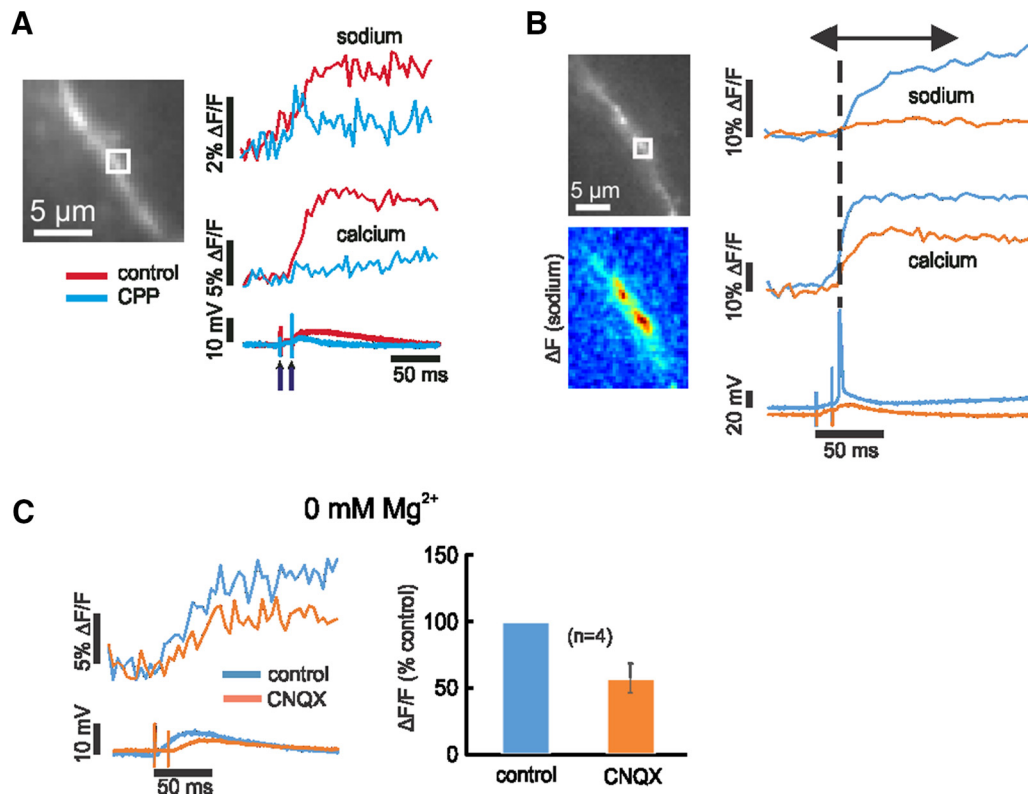 A
sodium
2% ΔF/F
5 μm
control
CPP
calcium
5% ΔF/F
10 mV
50 ms
B
5 μm
ΔF (sodium)
sodium
10% ΔF/F
calcium
10% ΔF/F
20 mV
50 ms
C
0 mM Mg²⁺
5% ΔF/F
control
CNQX
10 mV
50 ms
ΔF/F (% control)
150
100
50
0
(n=4)
control
CNQX